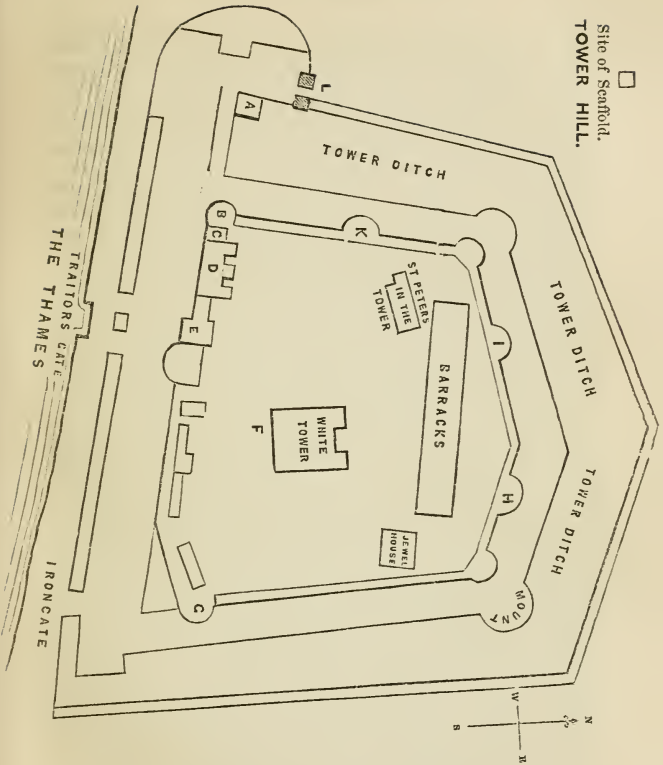 Site of Scaffold.
TOWER HILL.
L
A
TOWER DITCH
TOWER DITCH
TOWER DITCH
B
C
D
E
K
ST PETERS
IN THE
TOWER
I
BARRACKS
WHITE
TOWER
F
H
JEWEL
HOUSE
G
MOUNT
TRAITORS GATE
THE THAMES
IRONGATE
N
W
E
S